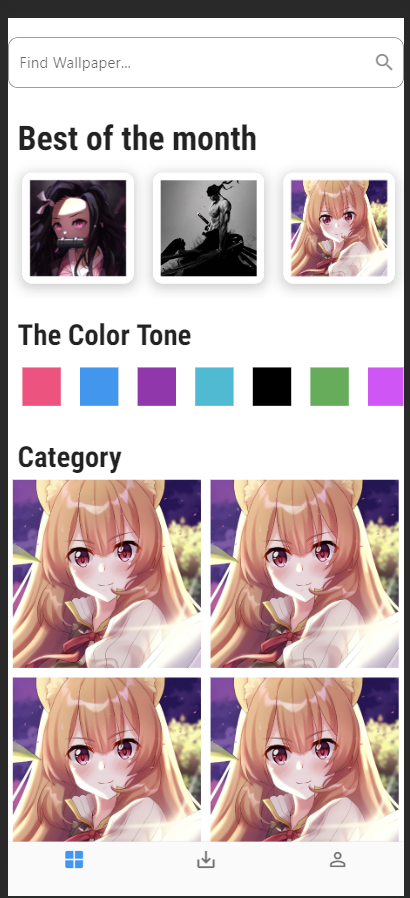 Find Wallpaper...
Best of the month
The Color Tone
Category